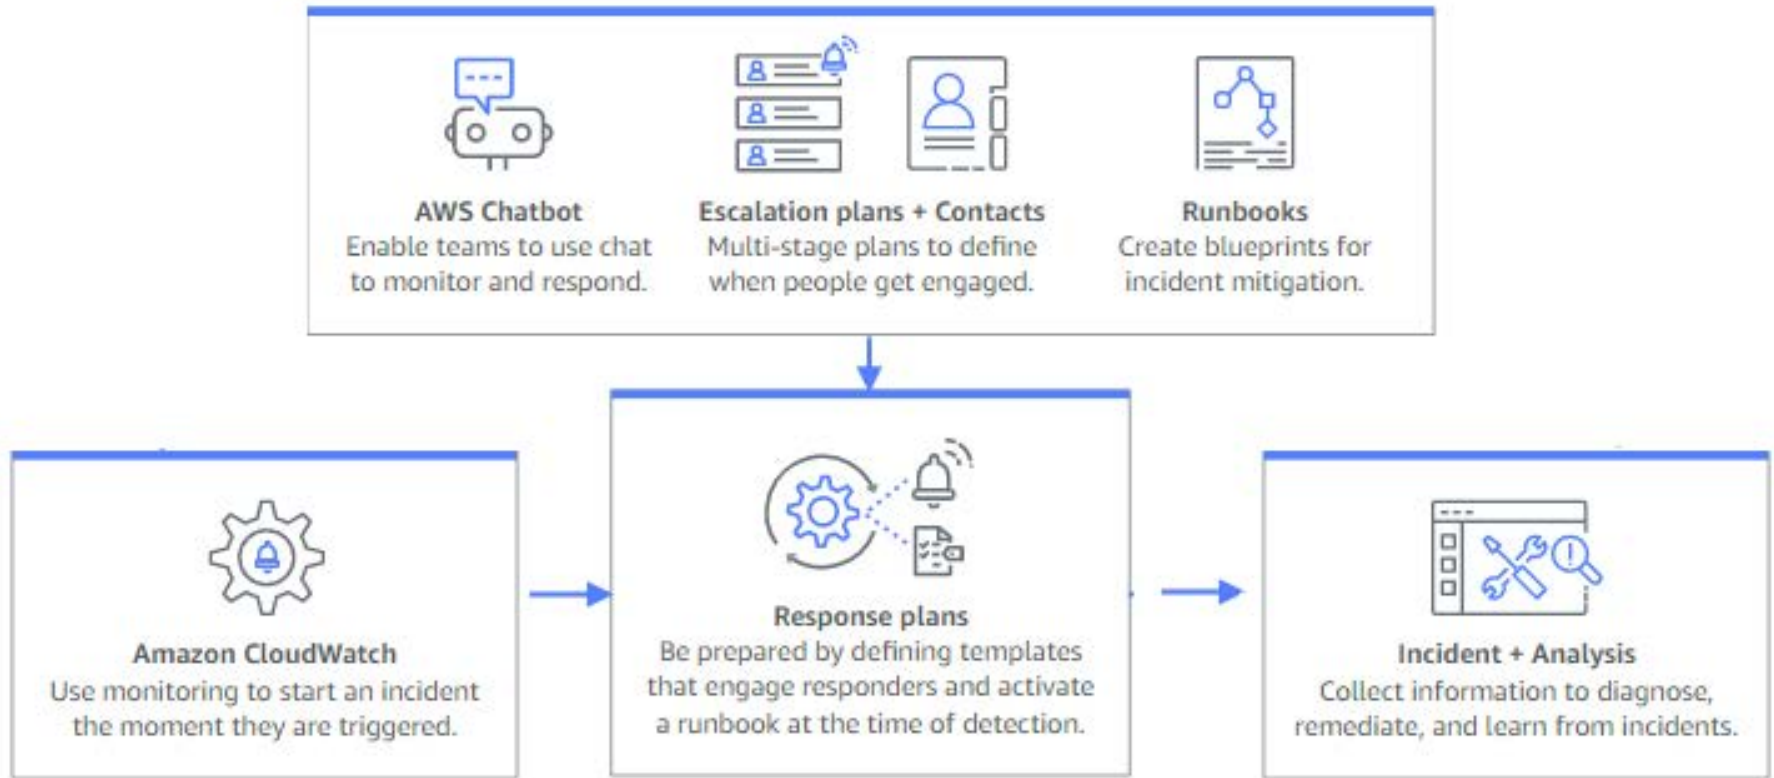 AWS Chatbot
Enable teams to use chat
to monitor and respond.
Escalation plans + Contacts
Multi-stage plans to define
when people get engaged.
Runbooks
Create blueprints for
incident mitigation.
Amazon CloudWatch
Use monitoring to start an incident
the moment they are triggered.
Response plans
Be prepared by defining templates
that engage responders and activate
a runbook at the time of detection.
Incident + Analysis
Collect information to diagnose,
remediate, and learn from incidents.